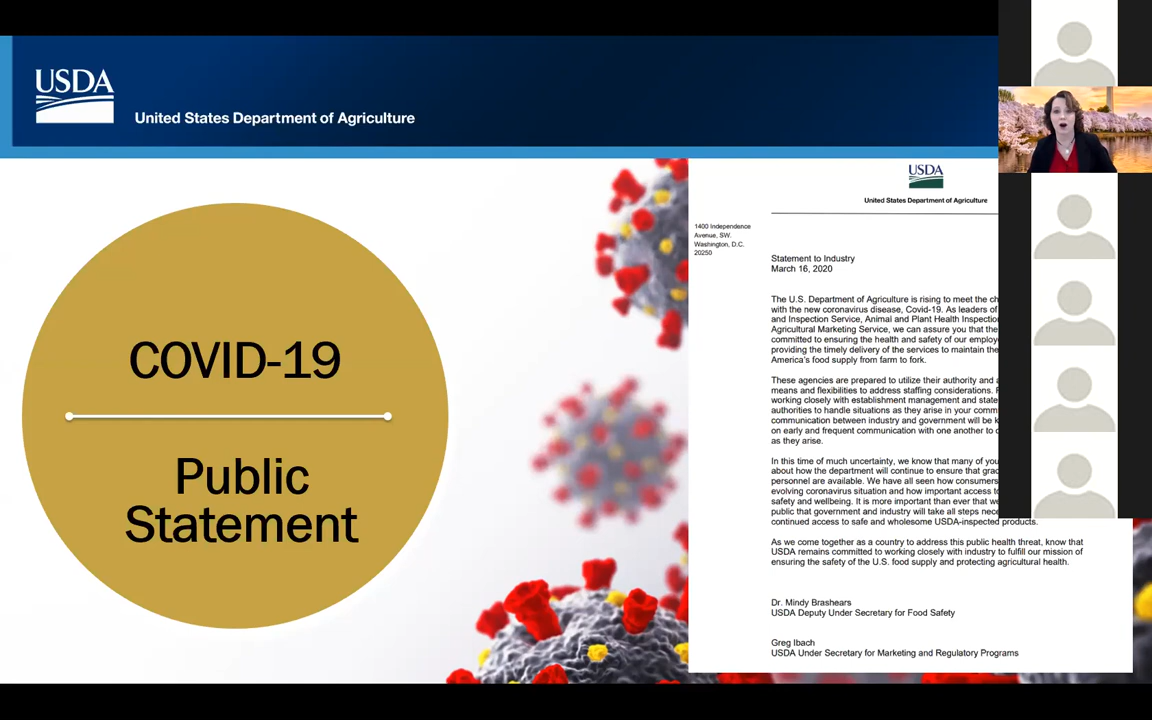 USDA
United States Department of Agriculture
COVID-19
Public
Statement
USDA
United States Department of Agriculture
1400 Independence
Avenue, SW.
Washington, D.C.
20250
Statement to Industry
March 16, 2020
The U.S. Department of Agriculture is rising to meet the
with the new coronavirus disease, Covid-19. As leaders of
and Inspection Service, Animal and Plant Health
Agricultural Marketing Service, we can assure you that
committed to ensuring the health and safety of our
providing the timely delivery of the services to maintain the
America's food supply from farm to fork.
These agencies are prepared to utilize their authority and
means and flexibilities to address staffing considerations.
working closely with establishment management and
authorities to handle situations as they arise in your
communication between industry and government will be
on early and frequent communication with one another to
as they arise.
In this time of much uncertainty, we know that many of you
about how the department will continue to ensure that
personnel are available. We have all seen how consumers
evolving coronavirus situation and how important access
safety and wellbeing. It is more important than ever that
public that government and industry will take all steps
continued access to safe and wholesome USDA-inspected products.
As we come together as a country to address this public health threat, know that
USDA remains committed to working closely with industry to fulfill our mission of
ensuring the safety of the U.S. food supply and protecting agricultural health.
Dr. Mindy Brashears
USDA Deputy Under Secretary for Food Safety
Greg Ibach
USDA Under Secretary for Marketing and Regulatory Programs